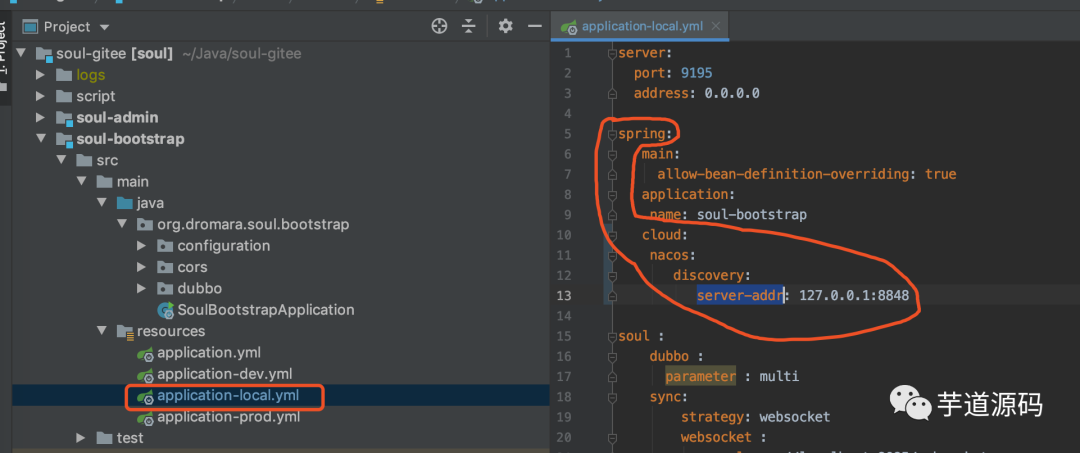 1: Project
Project
soul-gitee [soul] ~/Java/soul-gitee
logs
script
soul-admin
soul-bootstrap
src
main
java
org.dromara.soul.bootstrap
configuration
cors
dubbo
SoulBootstrapApplication
resources
application.yml
application-dev.yml
application-local.yml
application-prod.yml
test
application-local.yml
1 server:
2 port: 9195
3 address: 0.0.0.0
4
5 spring:
6 main:
7 allow-bean-definition-overriding: true
8 application:
9 name: soul-bootstrap
10 cloud:
11 nacos:
12 discovery:
13 server-addr: 127.0.0.1:8848
14
15 soul :
16 dubbo :
17 parameter : multi
18 sync:
19 strategy: websocket
20 websocket :
芋道源码